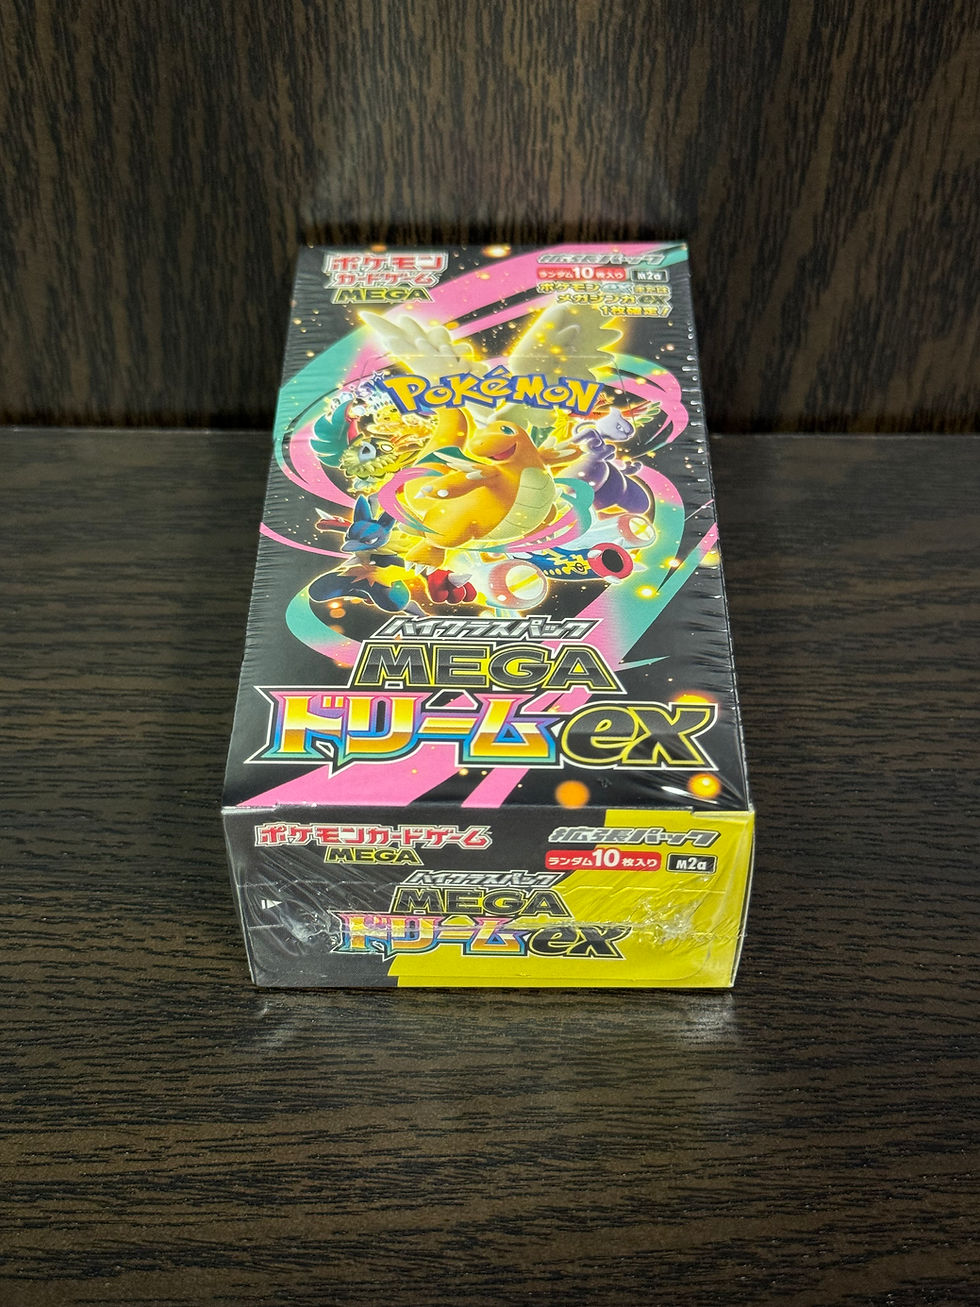 ポケモン
カードゲーム
MEGA
拡張パック
ランダム10枚入り M2a
ポケモンexまたは
メガシンカex
1枚確定!
POKéMON
ハイクラスパック
MEGA
ドリームex
ポケモンカードゲーム
MEGA
拡張パック
ランダム10枚入り M2a
ハイクラスパック
MEGA
ドリームex